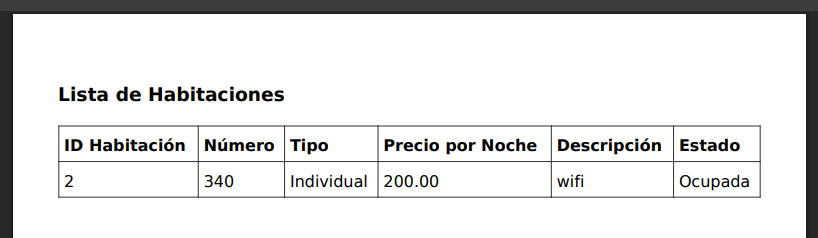 Lista de Habitaciones
ID Habitación Número Tipo Precio por Noche Descripción Estado
2 340 Individual 200.00 wifi Ocupada